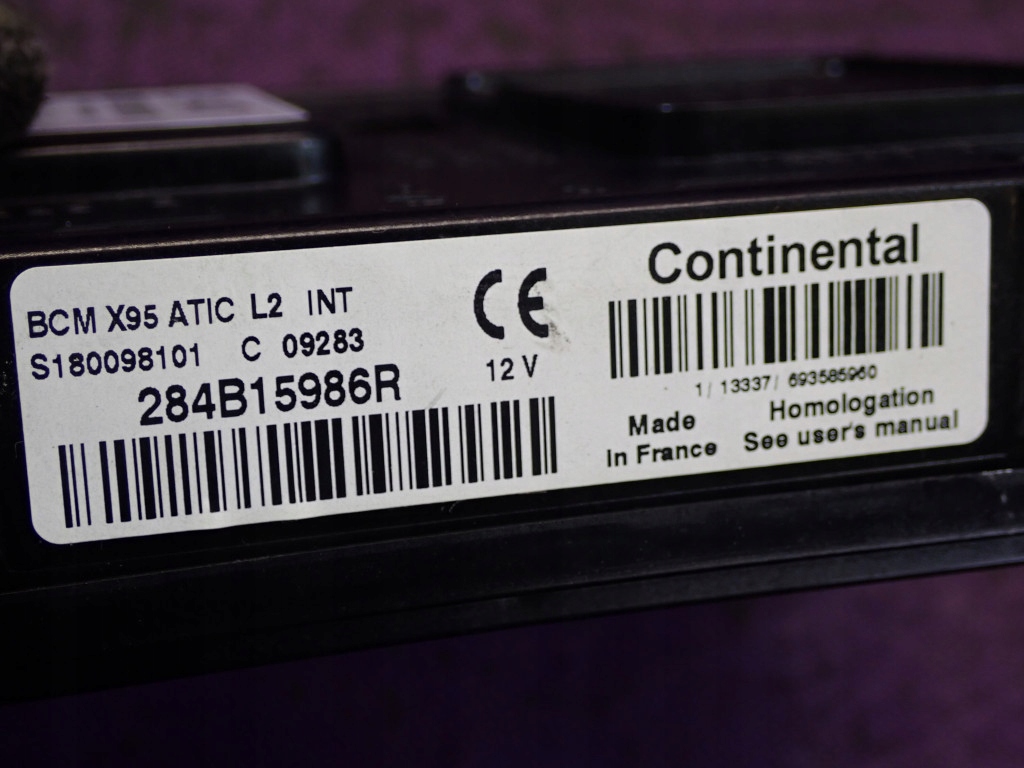 BCM X95 ATIC L2 INT
S180098101 C 09283
284B15986R
CE
12 V
Continental
1/ 13337/ 693585960
Made
In France
Homologation
See user's manual